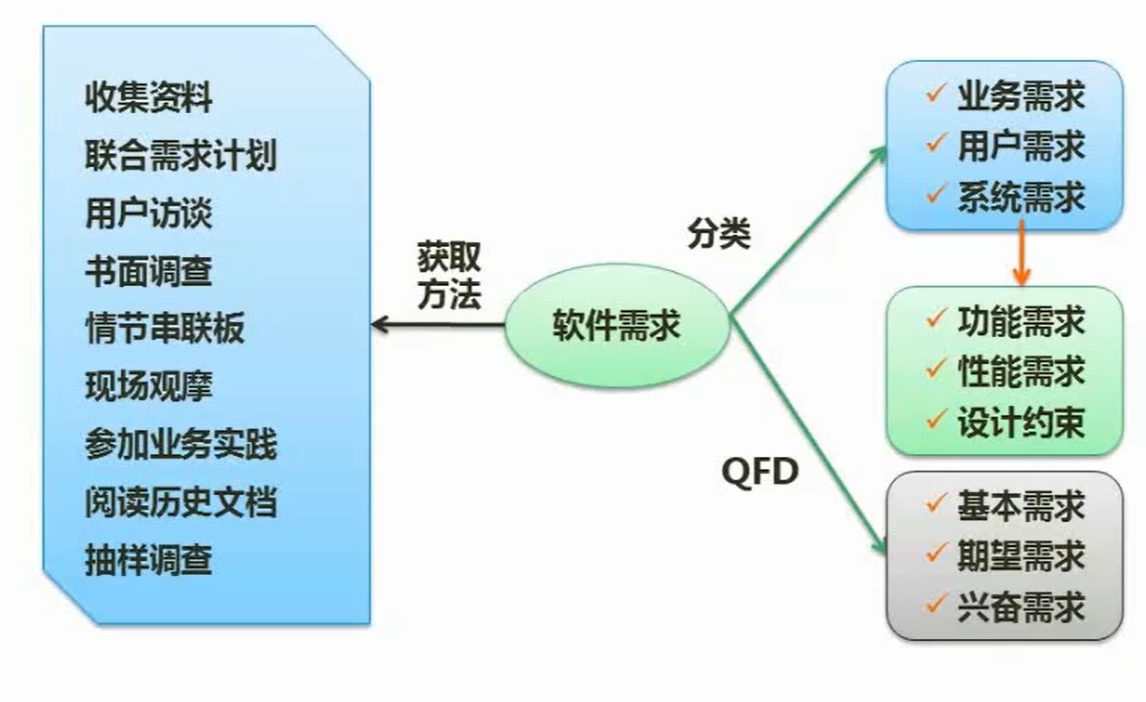 收集资料
联合需求计划
用户访谈
书面调查
情节串联板
现场观摩
参加业务实践
阅读历史文档
抽样调查
获取
方法
软件需求
分类
QFD
业务需求
用户需求
系统需求
功能需求
性能需求
设计约束
基本需求
期望需求
兴奋需求